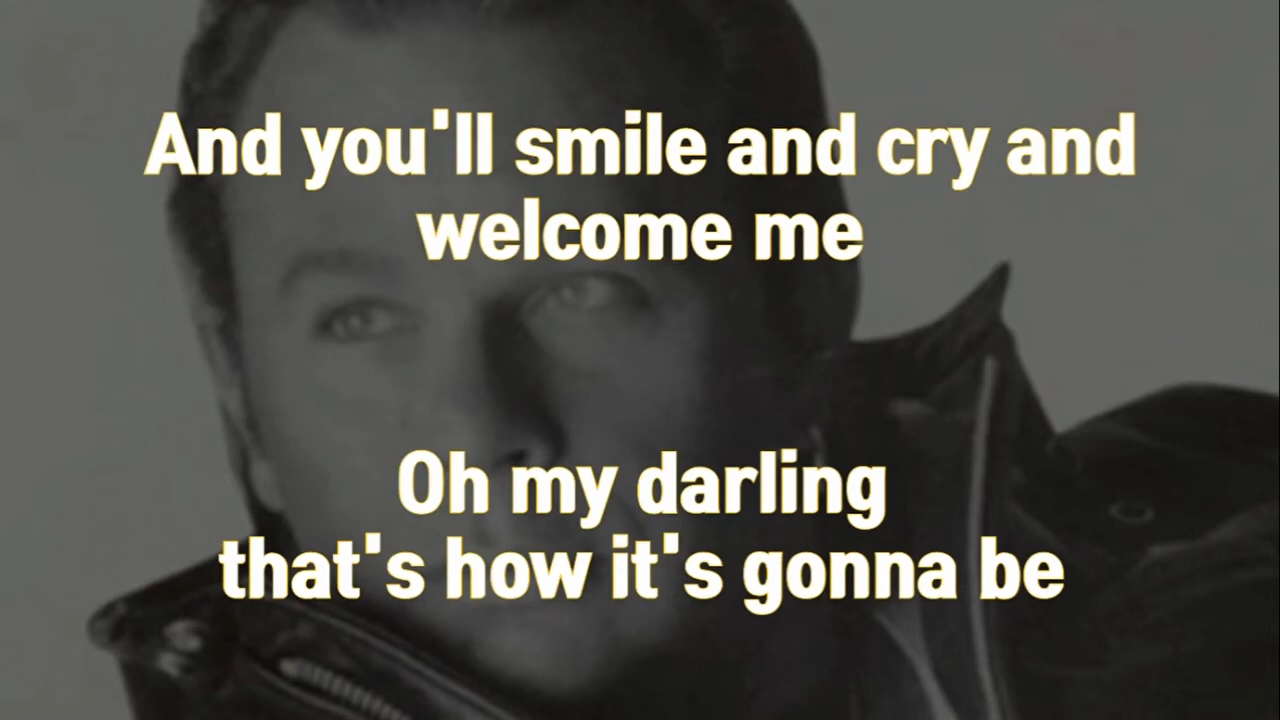 And you'll smile and cry and
welcome me
Oh my darling
that's how it's gonna be